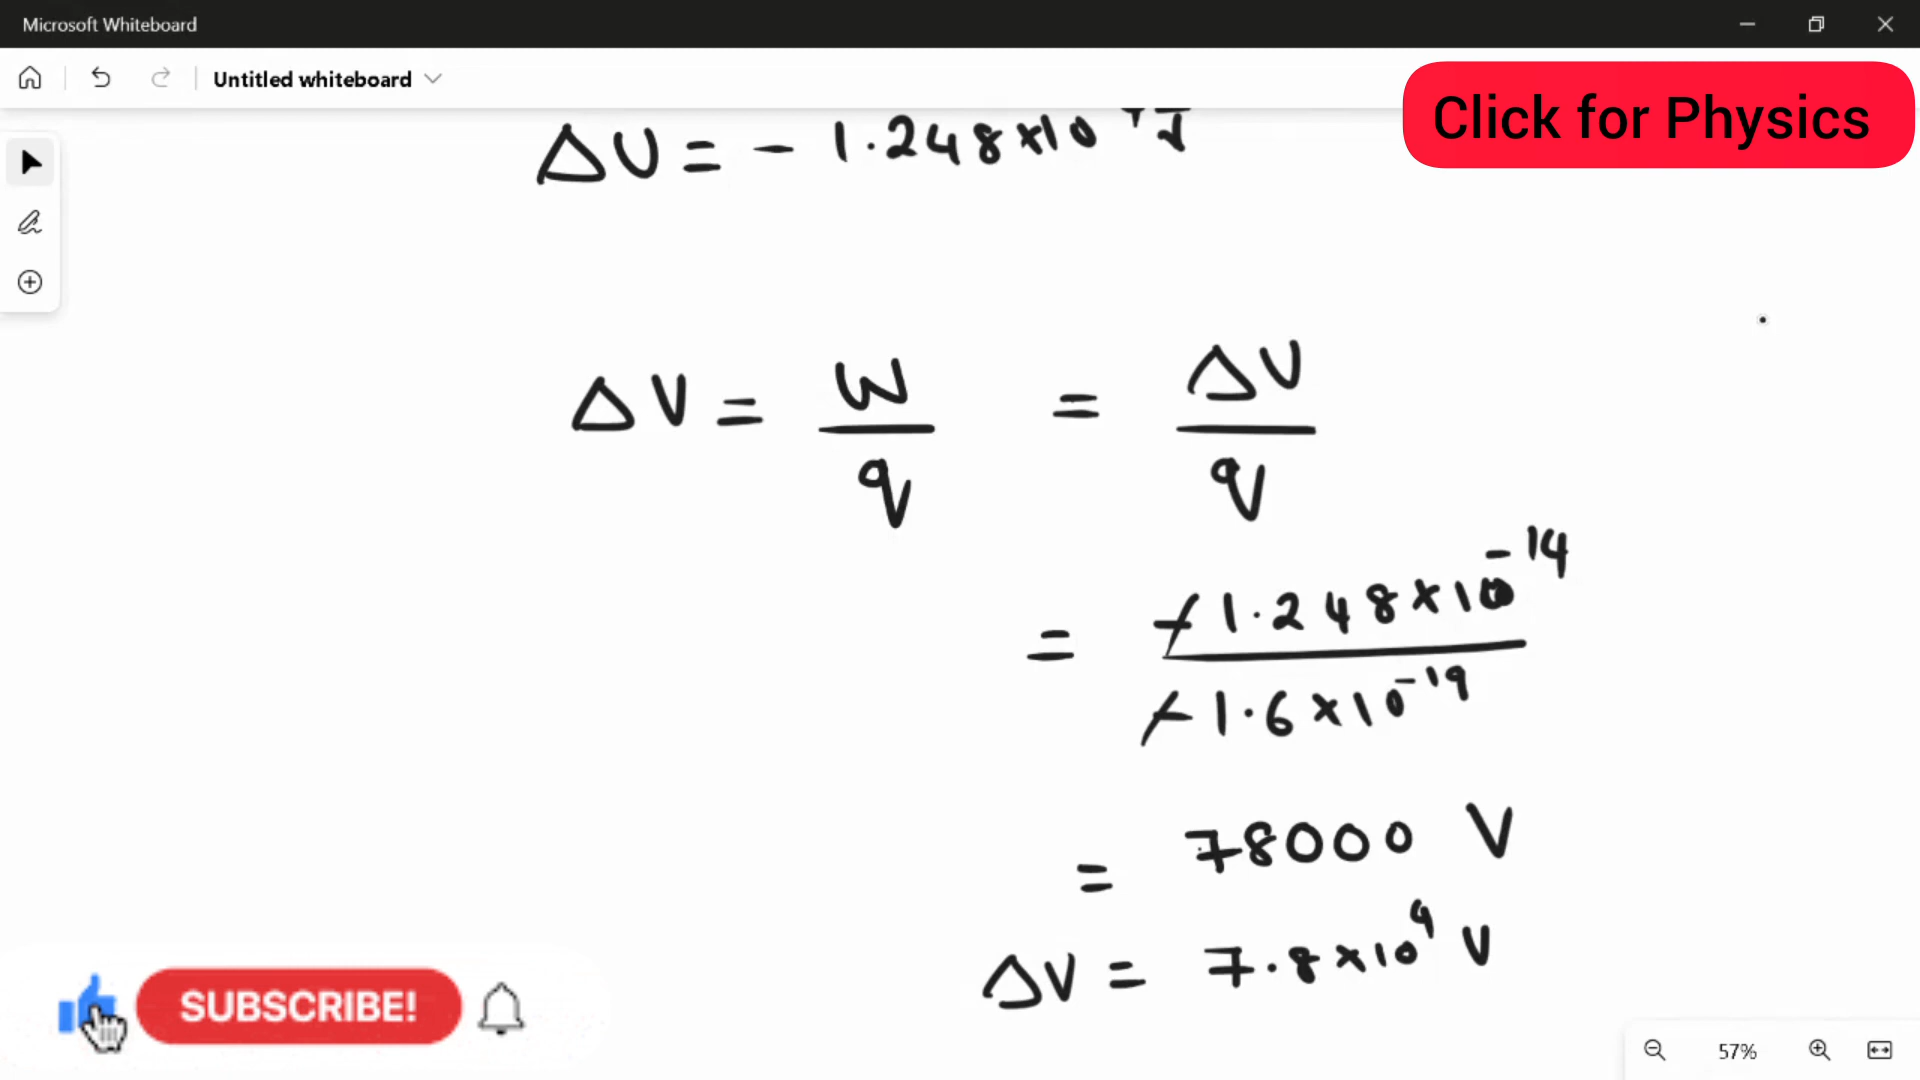 Microsoft Whiteboard
Untitled whiteboard
Click for Physics
ΔU = - 1.248×10
ΔV = W/q = ΔU/q
= -1.248×10⁻¹⁴ / -1.6×10⁻¹⁹
= 78000 V
ΔV = 7.8×10⁴ V
SUBSCRIBE!
57%